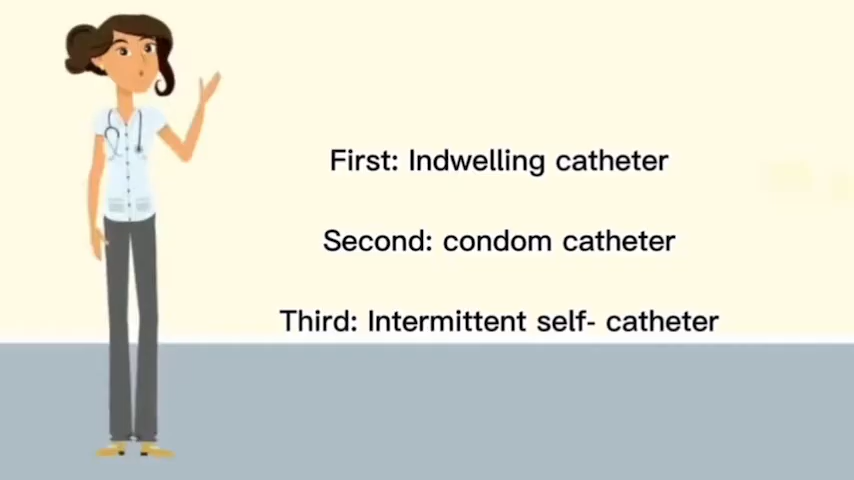 First: Indwelling catheter
Second: condom catheter
Third: Intermittent self- catheter